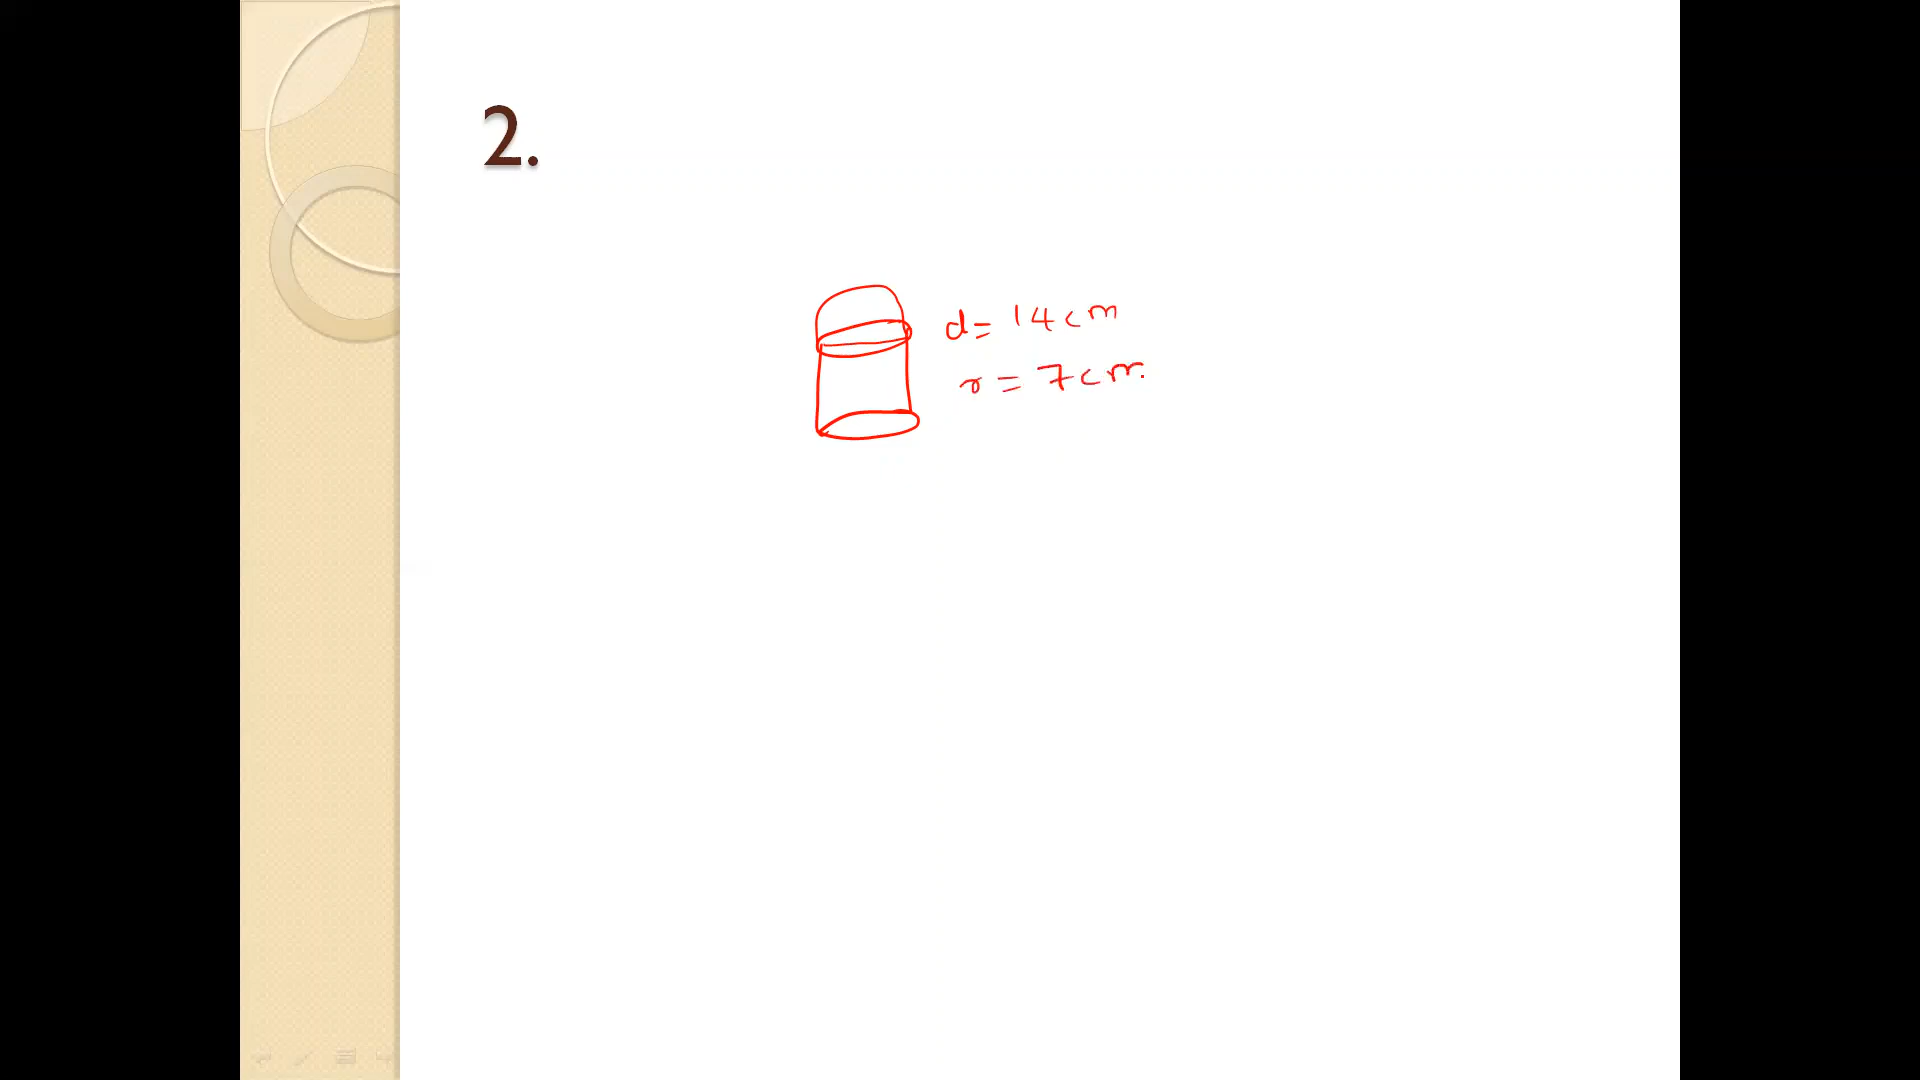 2.
d= 14cm
r = 7cm.